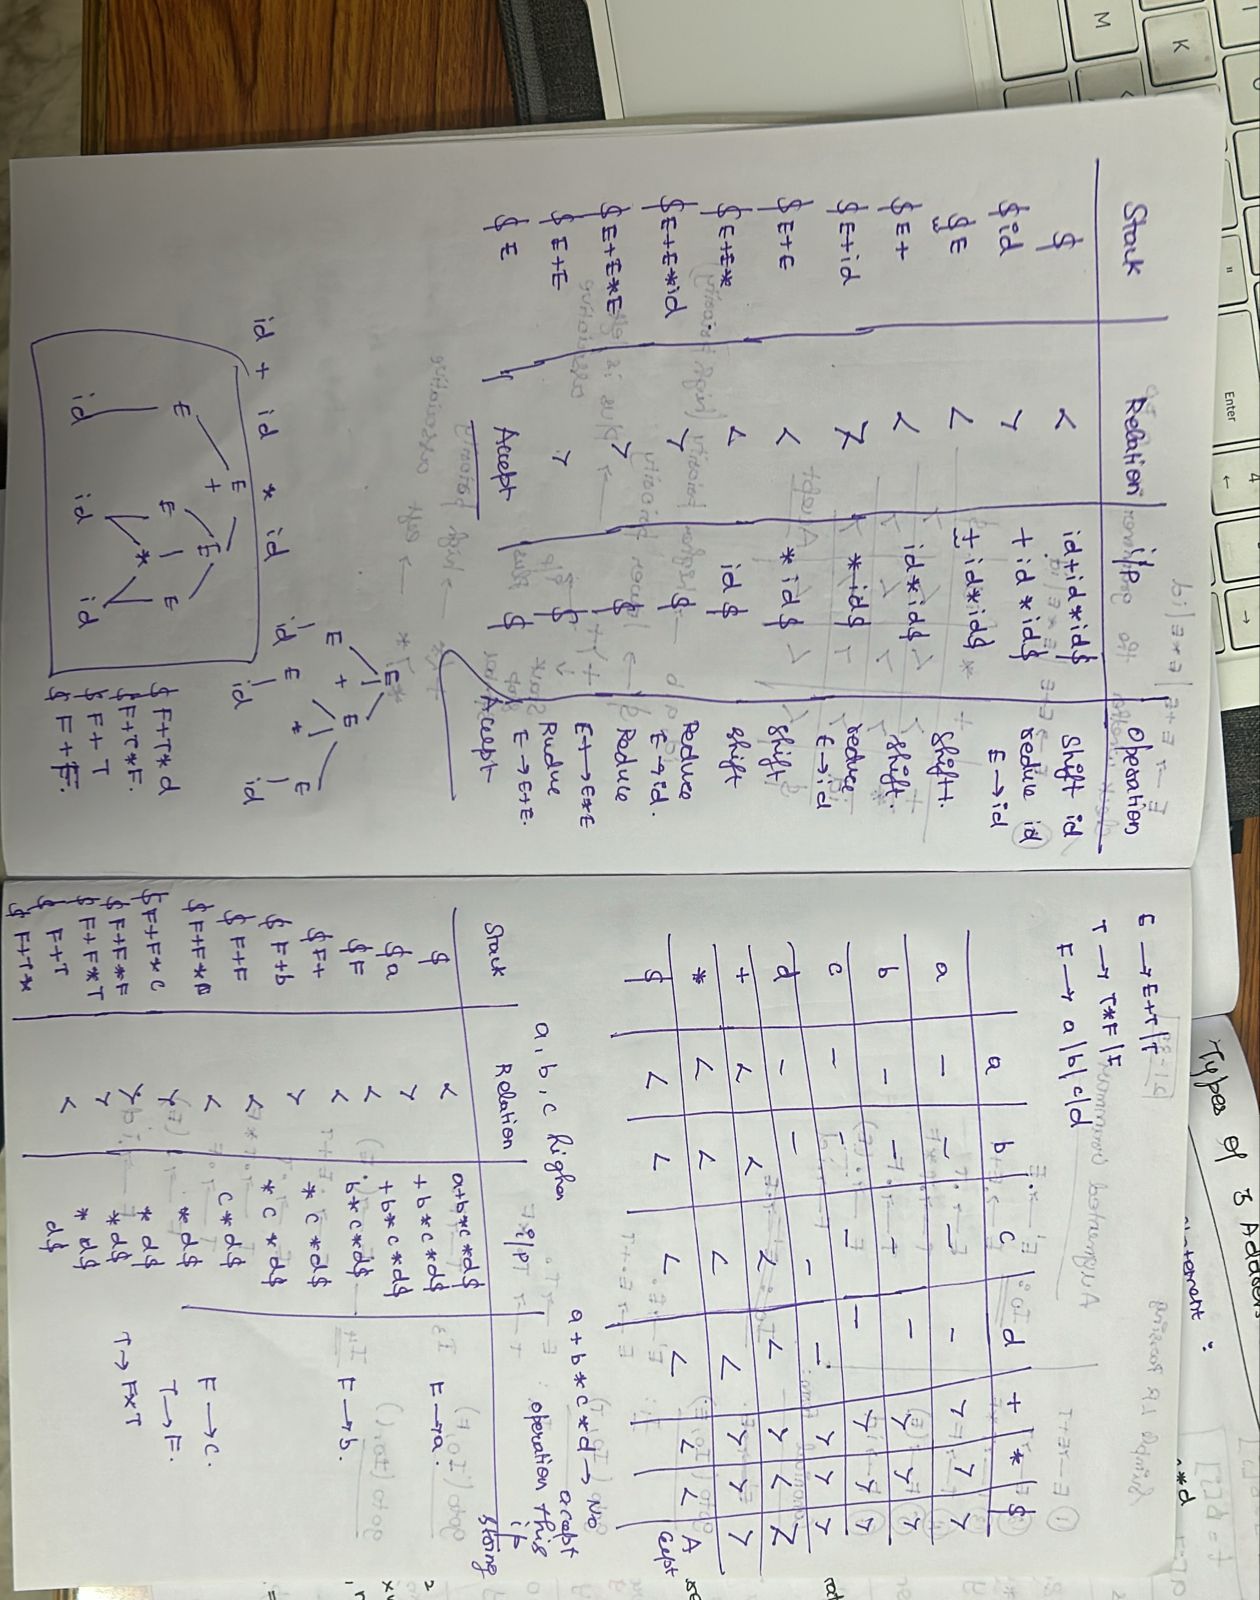 Enter
K
M
Types of 3 Address
statement :
*d
Stack | Relation | i/p | Operation
$ | < | id+id*id$ | Shift id
$id | > | +id*id$ | reduce id
E → id
$E | < | +id*id$ | Shift+.
$E+ | < | id*id$ | Shift.
$E+id | > | *id$ | reduce
E → id
$E+E | < | *id$ | Shift
$E+E* | < | id$ | Shift
$E+E*id | > | $ | Reduce
E → id.
$E+E*E | > | $ | Reduce
E → E*E
$E+E | > | $ | Rudue
E → E+E.
$E | Accept | $ | Accept
E
E + E
id E * E
id id
id + id * id
E
+
E E
E * E
id id id
$F+T*d
$F+T*F.
$F+T
$F+F.
E → E+T|T
T → T*F|F
F → a|b|c|d
a b c d + * $
a - - - - > > >
b - - - - > > >
c - - - - > > >
d - - - - > > >
+ < < < < > < >
* < < < < > > >
$ < < < < < < Acept
a+b*c*d → No
acept
this
i/p
string
a, b, c higher
Stack | Relation | i/p | operation
$ | < | a+b*c*d$
$a | > | +b*c*d$ | F → a.
$F | < | +b*c*d$
$F+ | < | b*c*d$
$F+b | > | *c*d$ | F → b.
$F+F | < | *c*d$
$F+F* | < | c*d$
$F+F*c | > | *d$ | F → c.
$F+F*F | > | *d$ | T → F.
$F+F*T | > | *d$ | T → F*T
$F+T | < | *d$
$F+T* | d$